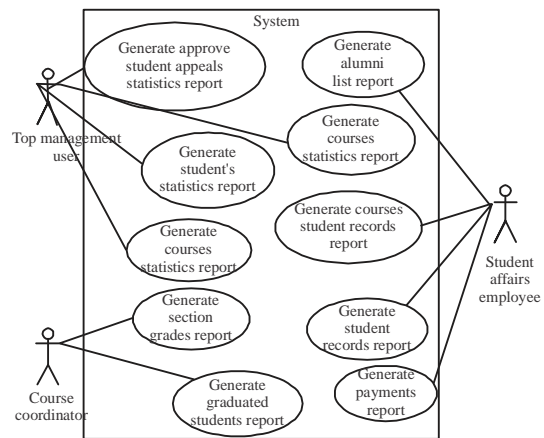 System
Generate approve
student appeals
statistics report
Generate
alumni
list report
Top management
user
Generate
courses
statistics report
Generate
student's
statistics report
Generate courses
student records
report
Generate
courses
statistics report
Student
affairs
employee
Generate
section
grades report
Generate
student
records report
Course
coordinator
Generate
graduated
students report
Generate
payments
report